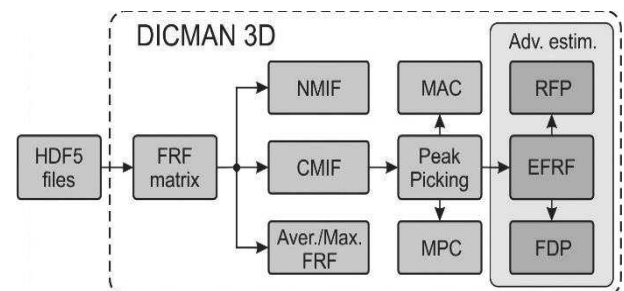 DICMAN 3D
Adv. estim.
NMIF
MAC
RFP
HDF5
files
FRF
matrix
CMIF
Peak
Picking
EFRF
Aver./Max.
FRF
MPC
FDP